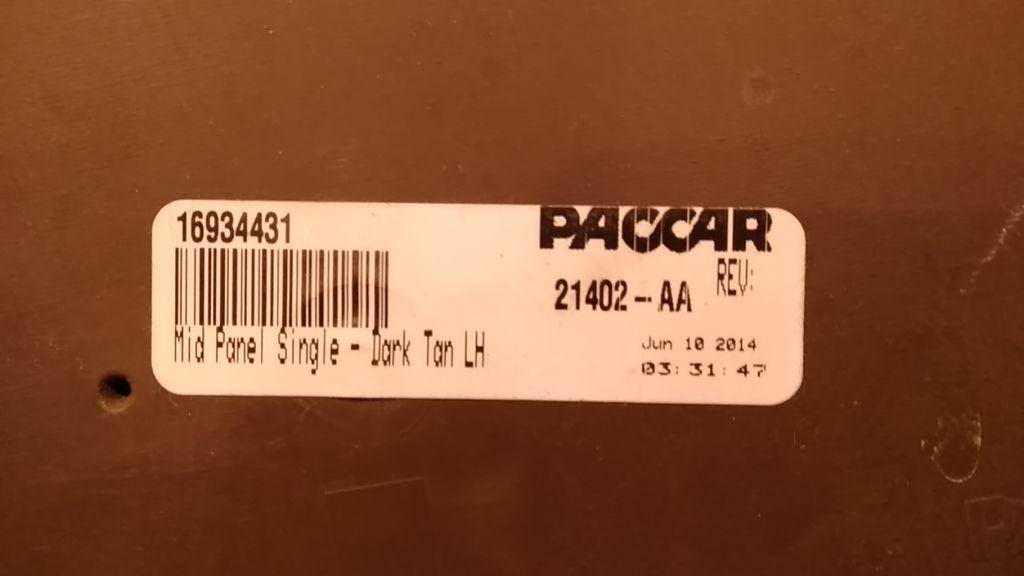 16934431
PACCAR
REV:
21402-AA
Mid Panel Single - Dark Tan LH
Jun 10 2014
03:31:47